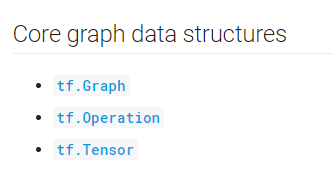 Core graph data structures
tf.Graph
tf.Operation
tf.Tensor